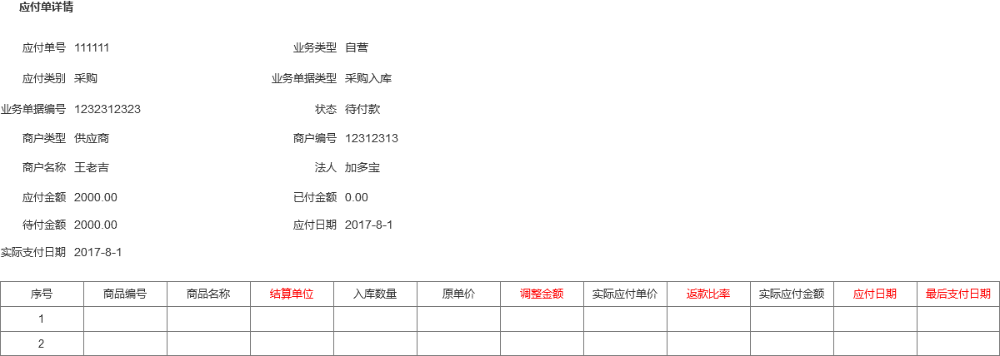 应付单详情
应付单号 111111 业务类型 自营
应付类别 采购 业务单据类型 采购入库
业务单据编号 1232312323 状态 待付款
商户类型 供应商 商户编号 12312313
商户名称 王老吉 法人 加多宝
应付金额 2000.00 已付金额 0.00
待付金额 2000.00 应付日期 2017-8-1
实际支付日期 2017-8-1
序号 商品编号 商品名称 结算单位 入库数量 原单价 调整金额 实际应付单价 返款比率 实际应付金额 应付日期 最后支付日期
1
2